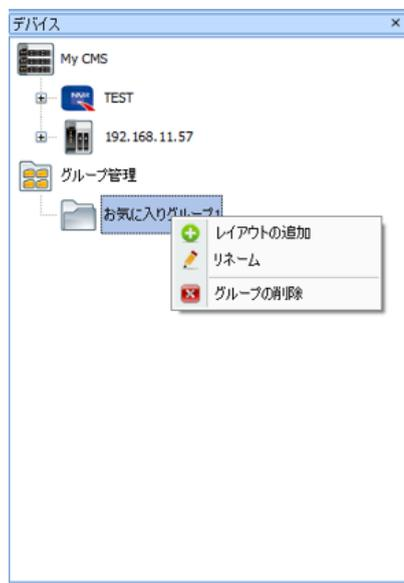 デバイス
My CMS
TEST
192.168.11.57
グループ管理
お気に入りグループ1
レイアウトの追加
リネーム
グループの削除